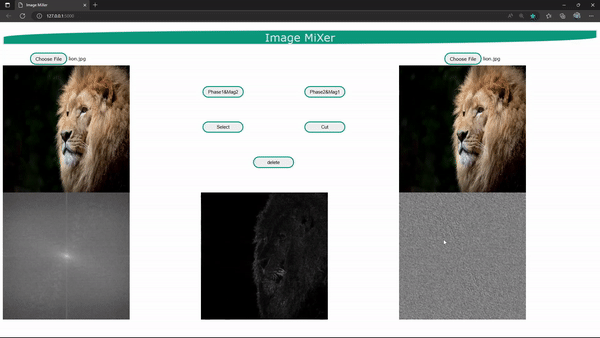 Image MiXer
127.0.0.1
Image MiXer
Choose File lion.jpg
Choose File lion.jpg
Phase1&Mag2
Phase2&Mag1
Select
Cut
delete